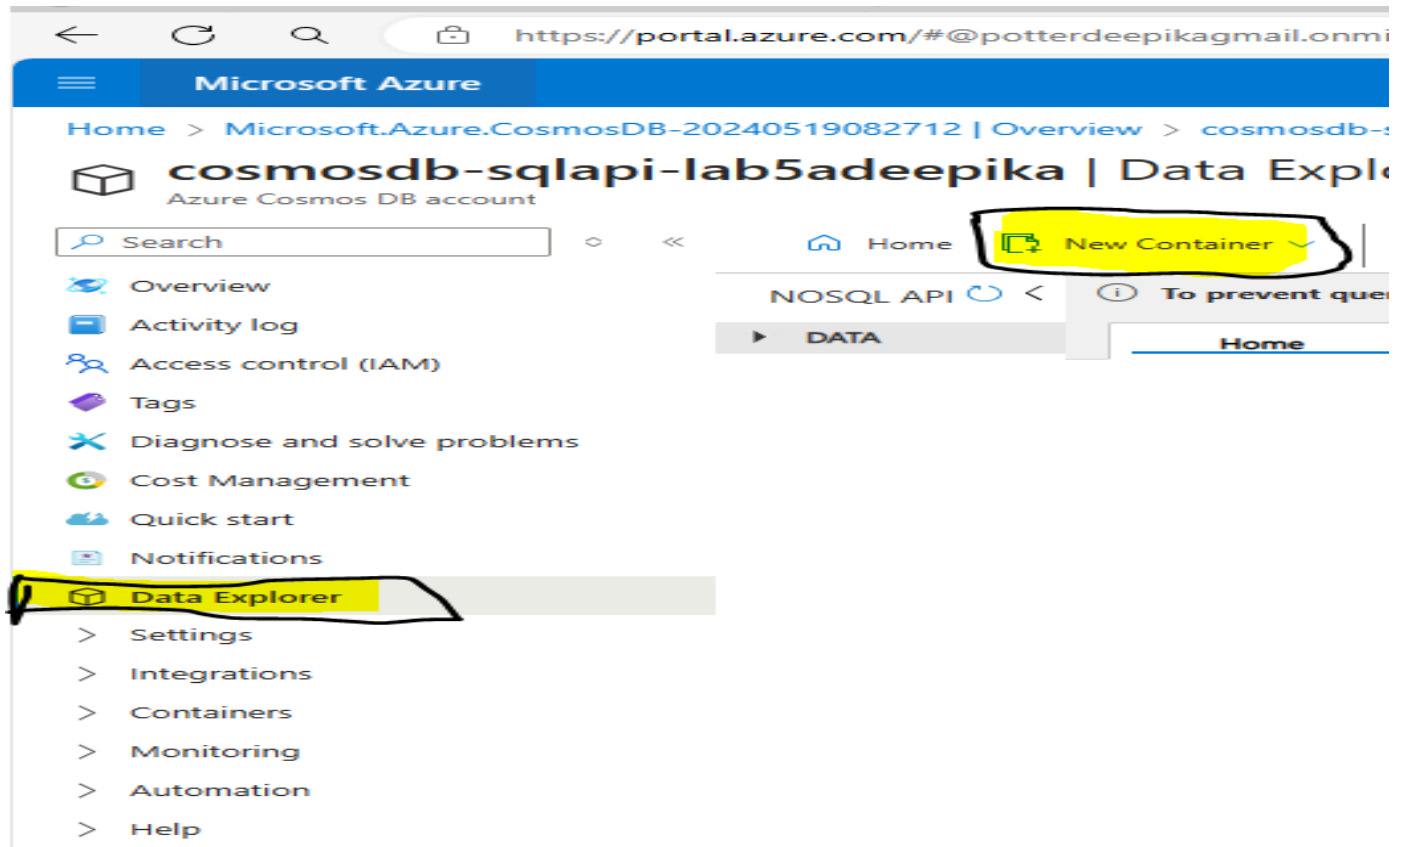 https://portal.azure.com/#@potterdeepikagmail.onmi
Microsoft Azure
Home > Microsoft.Azure.CosmosDB-20240519082712 | Overview > cosmosdb-s
cosmosdb-sqlapi-lab5adeepika | Data Explo
Azure Cosmos DB account
Search
Home New Container
Overview
NOSQL API
To prevent quer
Activity log
DATA
Home
Access control (IAM)
Tags
Diagnose and solve problems
Cost Management
Quick start
Notifications
Data Explorer
Settings
Integrations
Containers
Monitoring
Automation
Help